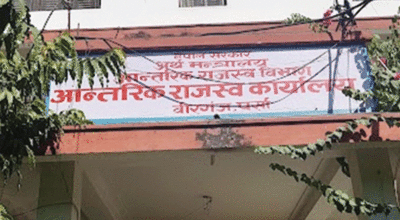 नेपाल सरकार
अर्थ मन्त्रालय
आन्तरिक राजस्व विभाग
आन्तरिक राजस्व कार्यालय
वीरगंज, पर्सा